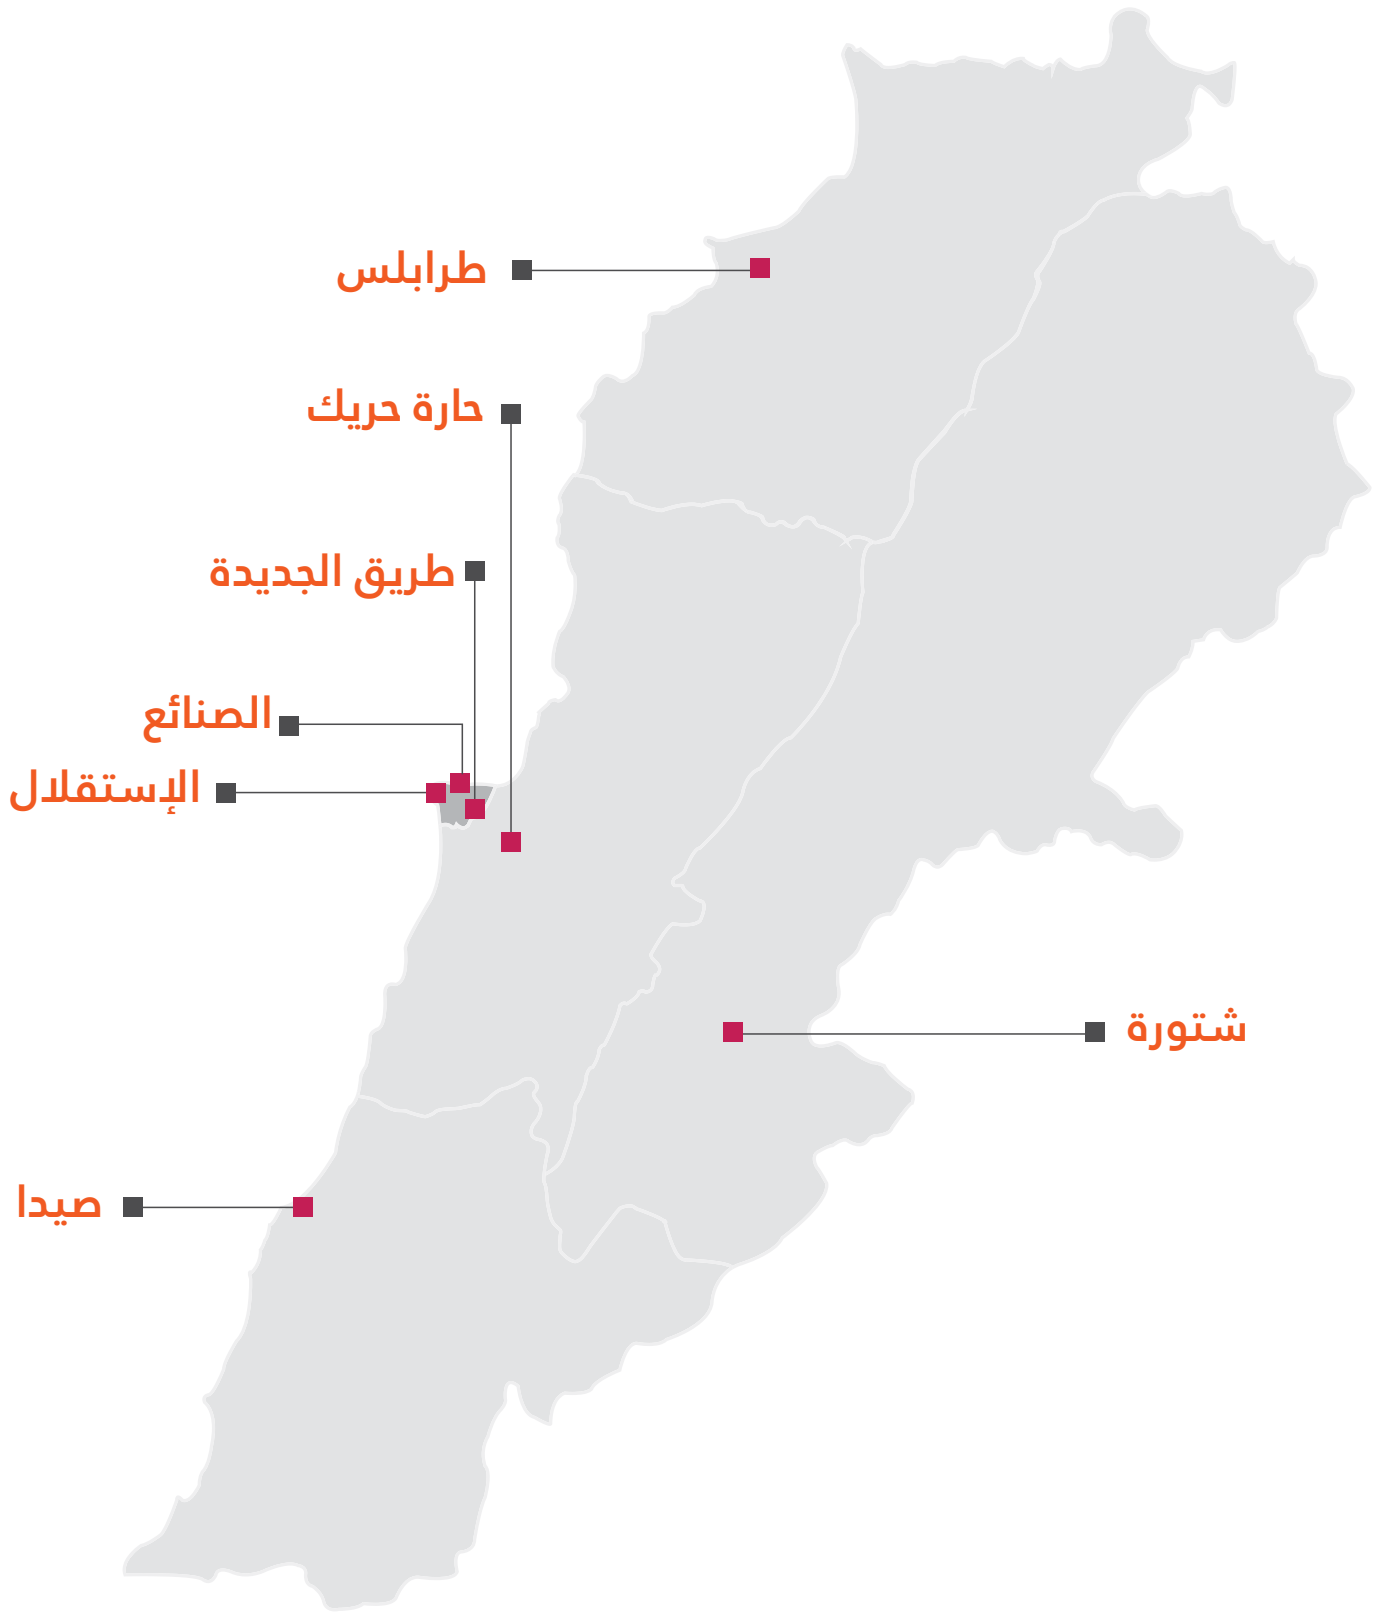 طرابلس
حارة حريك
طريق الجديدة
الصنائع
الإستقلال
شتورة
صيدا